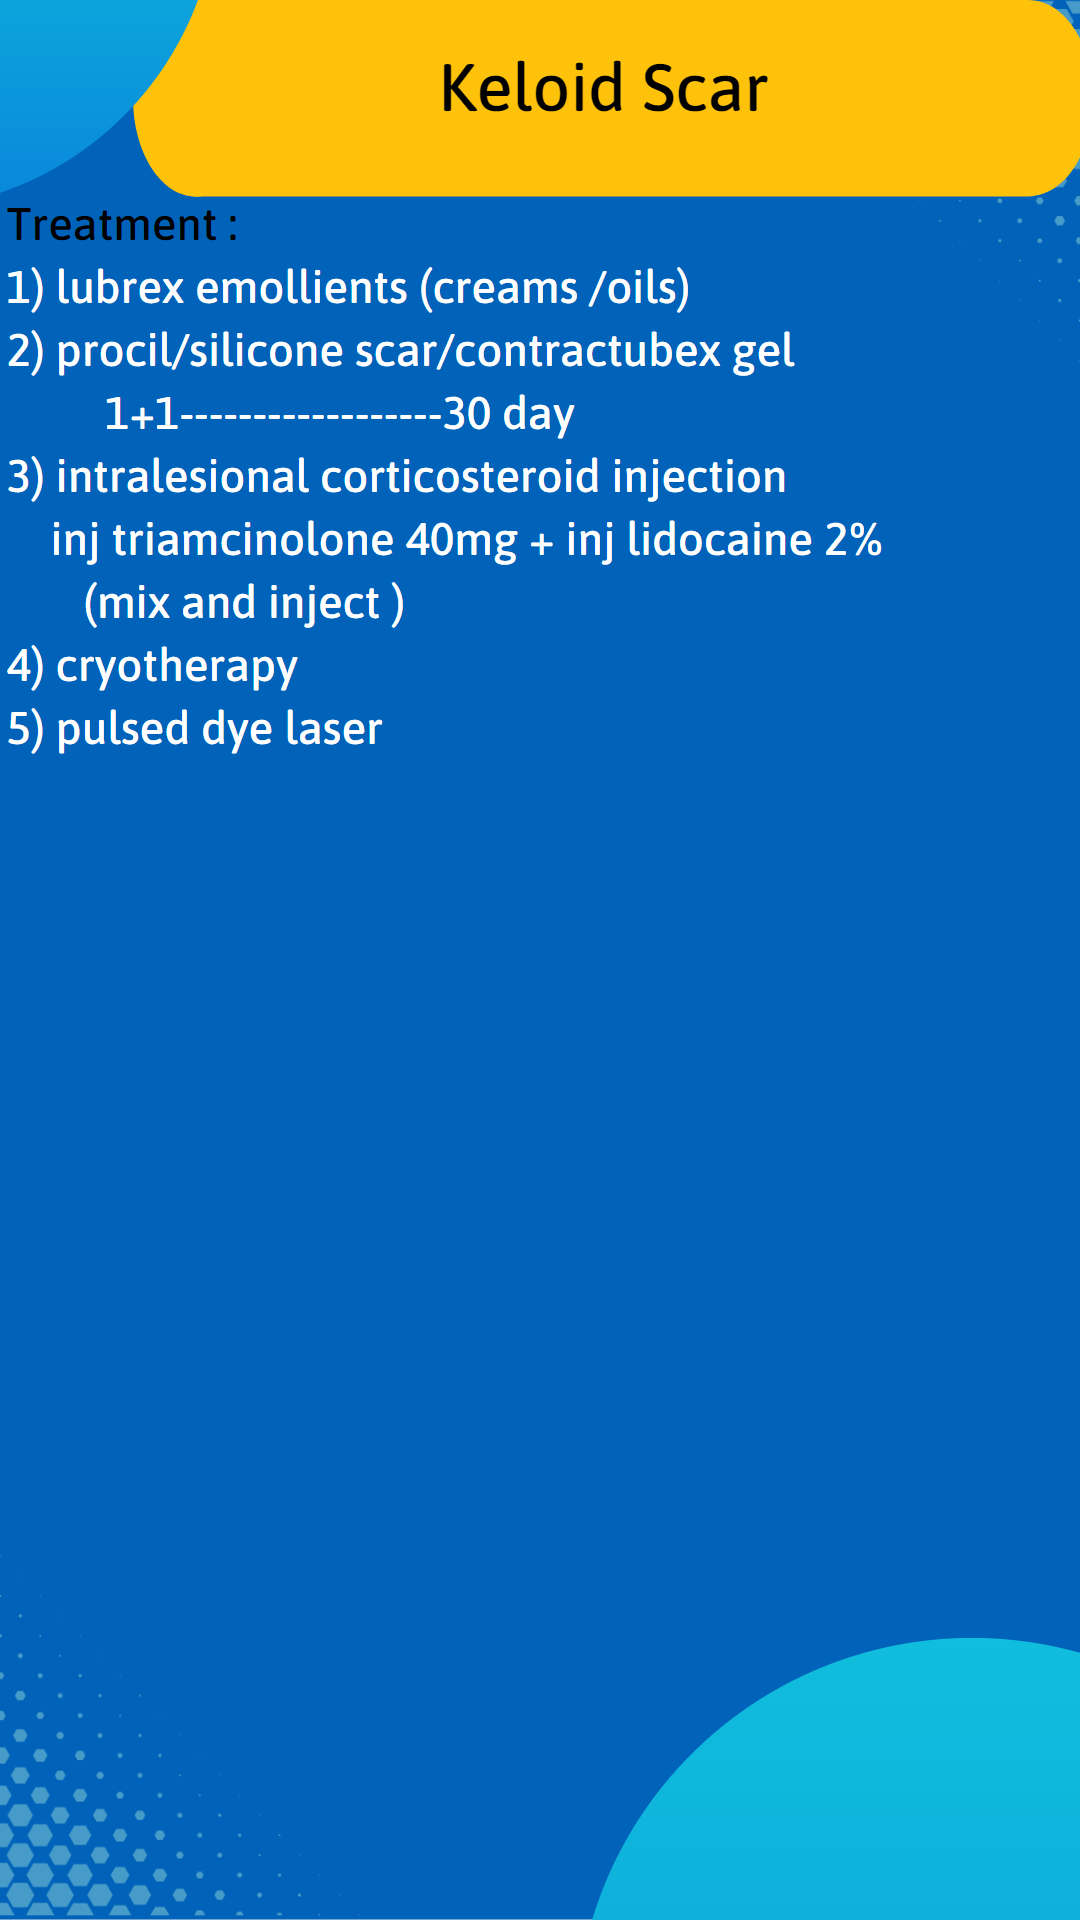 Keloid Scar
Treatment :
1) lubrex emollients (creams /oils)
2) procil/silicone scar/contractubex gel
1+1------------------30 day
3) intralesional corticosteroid injection
inj triamcinolone 40mg + inj lidocaine 2%
(mix and inject )
4) cryotherapy
5) pulsed dye laser